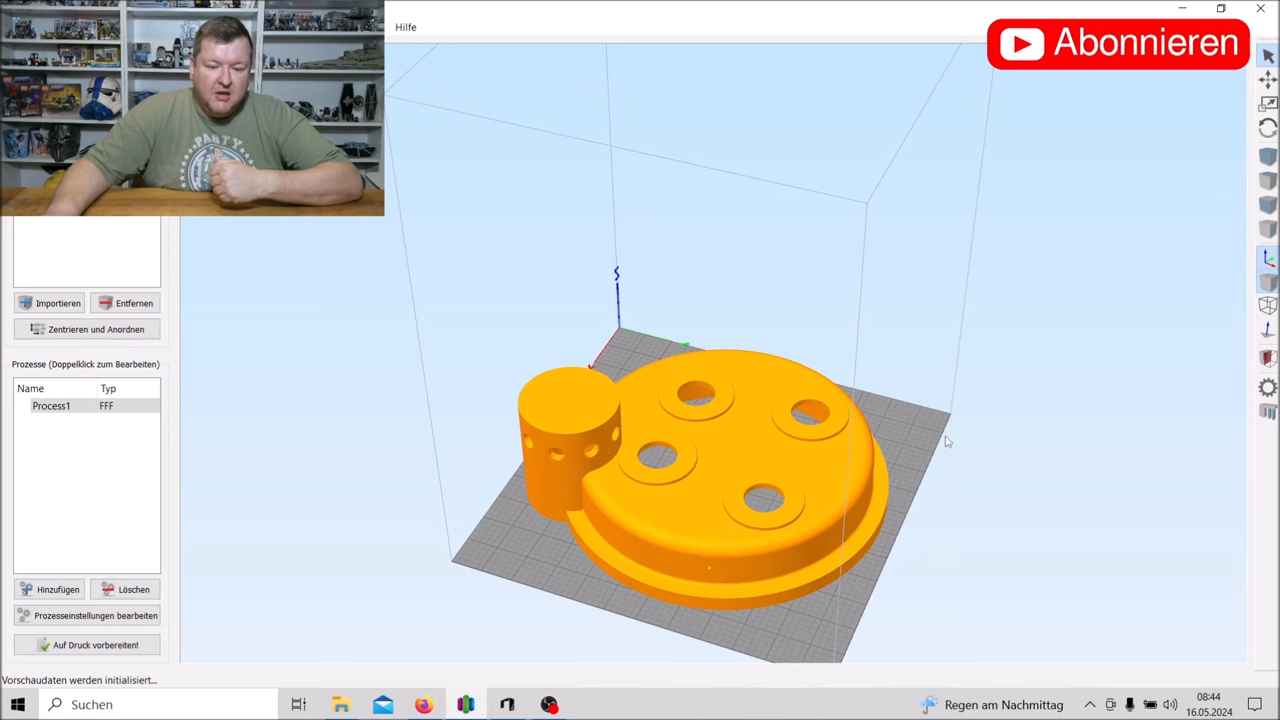 Hilfe
Abonnieren
PARTY
Importieren
Entfernen
Zentrieren und Anordnen
Prozesse (Doppelklick zum Bearbeiten)
Name
Typ
Process1
FFF
Hinzufügen
Löschen
Prozesseinstellungen bearbeiten
Auf Druck vorbereiten!
Vorschaudaten werden initialisiert...
Suchen
Regen am Nachmittag
08:44
16.05.2024